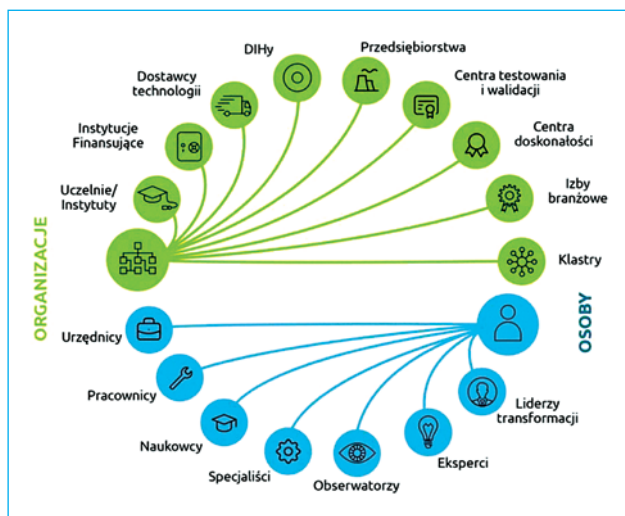 DIHy
Przedsiębiorstwa
Dostawcy
technologii
Centra testowania
i walidacji
Instytucje
Finansujące
Centra
doskonałości
Uczelnie/
Instytuty
Izby
branżowe
ORGANIZACJE
Klastry
Urzędnicy
OSOBY
Pracownicy
Liderzy
transformacji
Naukowcy
Eksperci
Specjaliści
Obserwatorzy